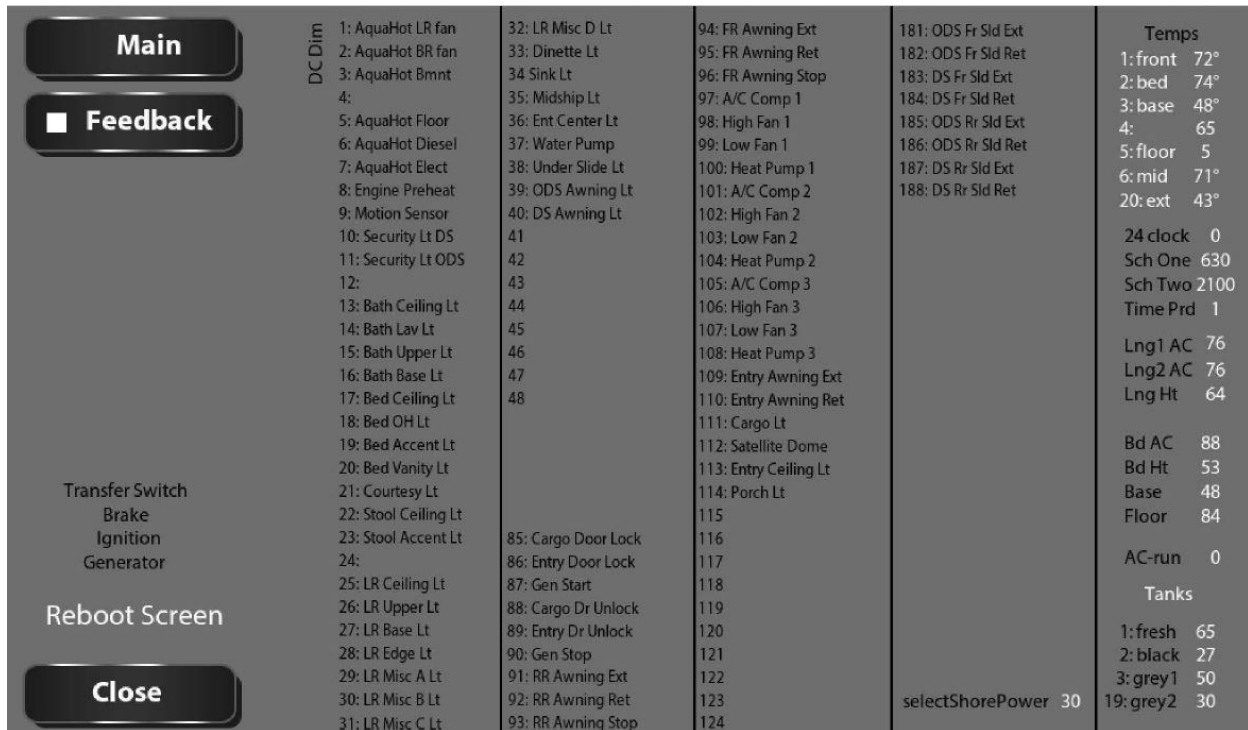 Main
Feedback
Transfer Switch
Brake
Ignition
Generator
Reboot Screen
Close
DC Dim
1: AquaHot LR fan
2: AquaHot BR fan
3: AquaHot Bmnt
4:
5: AquaHot Floor
6: AquaHot Diesel
7: AquaHot Elect
8: Engine Preheat
9: Motion Sensor
10: Security Lt DS
11: Security Lt ODS
12:
13: Bath Ceiling Lt
14: Bath Lav Lt
15: Bath Upper Lt
16: Bath Base Lt
17: Bed Ceiling Lt
18: Bed OH Lt
19: Bed Accent Lt
20: Bed Vanity Lt
21: Courtesy Lt
22: Stool Ceiling Lt
23: Stool Accent Lt
24:
25: LR Ceiling Lt
26: LR Upper Lt
27: LR Base Lt
28: LR Edge Lt
29: LR Misc A Lt
30: LR Misc B Lt
31: LR Misc C Lt
32: LR Misc D Lt
33: Dinette Lt
34 Sink Lt
35: Midship Lt
36: Ent Center Lt
37: Water Pump
38: Under Slide Lt
39: ODS Awning Lt
40: DS Awning Lt
41
42
43
44
45
46
47
48
85: Cargo Door Lock
86: Entry Door Lock
87: Gen Start
88: Cargo Dr Unlock
89: Entry Dr Unlock
90: Gen Stop
91: RR Awning Ext
92: RR Awning Ret
93: RR Awning Stop
94: FR Awning Ext
95: FR Awning Ret
96: FR Awning Stop
97: A/C Comp 1
98: High Fan 1
99: Low Fan 1
100: Heat Pump 1
101: A/C Comp 2
102: High Fan 2
103: Low Fan 2
104: Heat Pump 2
105: A/C Comp 3
106: High Fan 3
107: Low Fan 3
108: Heat Pump 3
109: Entry Awning Ext
110: Entry Awning Ret
111: Cargo Lt
112: Satellite Dome
113: Entry Ceiling Lt
114: Porch Lt
115
116
117
118
119
120
121
122
123
124
181: ODS Fr Sld Ext
182: ODS Fr Sld Ret
183: DS Fr Sld Ext
184: DS Fr Sld Ret
185: ODS Rr Sld Ext
186: ODS Rr Sld Ret
187: DS Rr Sld Ext
188: DS Rr Sld Ret
selectShorePower 30
Temps
1: front 72°
2: bed 74°
3: base 48°
4: 65
5: floor 5
6: mid 71°
20: ext 43°
24 clock 0
Sch One 630
Sch Two 2100
Time Prd 1
Lng1 AC 76
Lng2 AC 76
Lng Ht 64
Bd AC 88
Bd Ht 53
Base 48
Floor 84
AC-run 0
Tanks
1: fresh 65
2: black 27
3: grey1 50
19: grey2 30